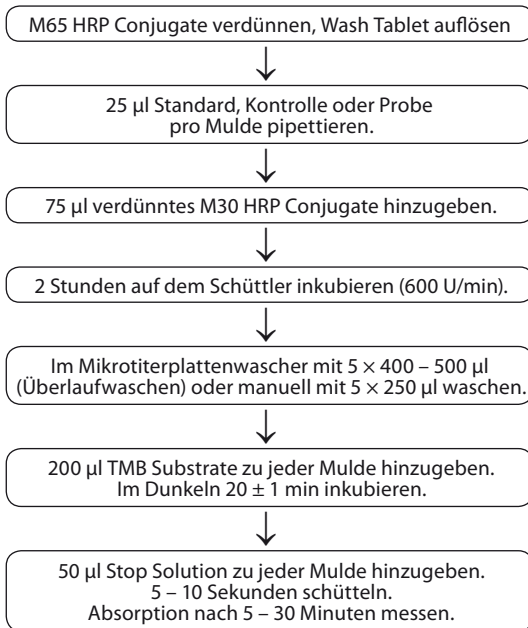 M65 HRP Conjugate verdünnen, Wash Tablet auflösen
25 µl Standard, Kontrolle oder Probe
pro Mulde pipettieren.
75 µl verdünntes M30 HRP Conjugate hinzugeben.
2 Stunden auf dem Schüttler inkubieren (600 U/min).
Im Mikrotiterplattenwascher mit 5 × 400 – 500 µl
(Überlaufwaschen) oder manuell mit 5 × 250 µl waschen.
200 µl TMB Substrate zu jeder Mulde hinzugeben.
Im Dunkeln 20 ± 1 min inkubieren.
50 µl Stop Solution zu jeder Mulde hinzugeben.
5 – 10 Sekunden schütteln.
Absorption nach 5 – 30 Minuten messen.